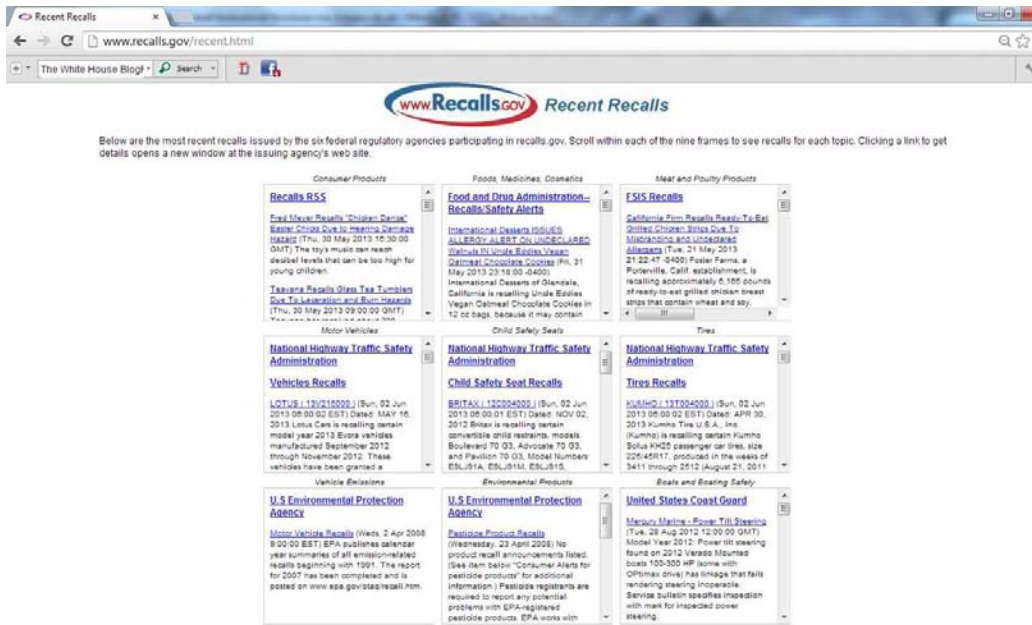 Recent Recalls
www.recalls.gov/recent.html
The White House Blog
Search
www.Recalls.gov Recent Recalls
Below are the most recent recalls issued by the six federal regulatory agencies participating in recalls.gov. Scroll within each of the nine frames to see recalls for each topic. Clicking a link to get
details opens a new window at the issuing agency's web site.
Consumer Products
Recalls RSS
Fred Meyer Recalls "Chicken Dance"
Easter Chicks Due to Hearing Damage
Hazard (Thu, 30 May 2013 16:30:00
GMT) The toy's music can reach
decibel levels that can be too high for
young children.
Teavana Recalls Glass Tea Tumblers
Due To Laceration and Burn Hazards
(Thu, 30 May 2013 09:00:00 GMT)
Foods, Medicines, Cosmetics
Food and Drug Administration--
Recalls/Safety Alerts
International Desserts ISSUES
ALLERGY ALERT ON UNDECLARED
Walnuts IN Uncle Eddies Vegan
Oatmeal Chocolate Cookies (Fri, 31
May 2013 23:18:00 -0400)
International Desserts of Glendale,
California is recalling Uncle Eddies
Vegan Oatmeal Chocolate Cookies in
12 oz bags, because it may contain
Meat and Poultry Products
FSIS Recalls
California Firm Recalls Ready-To-Eat
Grilled Chicken Strips Due To
Misbranding and Undeclared
Allergens (Tue, 21 May 2013
21:22:47 -0400) Foster Farms, a
Porterville, Calif. establishment, is
recalling approximately 6,165 pounds
of ready-to-eat grilled chicken breast
strips that contain wheat and soy.
Motor Vehicles
National Highway Traffic Safety
Administration
Vehicles Recalls
LOTUS ( 13V216000 ) (Sun, 02 Jun
2013 06:00:02 EST) Dated: MAY 16,
2013 Lotus Cars is recalling certain
model year 2013 Evora vehicles
manufactured September 2012
through November 2012. These
vehicles have been granted a
Child Safety Seats
National Highway Traffic Safety
Administration
Child Safety Seat Recalls
BRITAX ( 12C004000 ) (Sun, 02 Jun
2013 06:00:01 EST) Dated: NOV 02,
2012 Britax is recalling certain
convertible child restraints, models
Boulevard 70 G3, Advocate 70 G3,
and Pavilion 70 G3, Model Numbers
E9LJ91A, E9LJ91M, E9LJ91S,
Tires
National Highway Traffic Safety
Administration
Tires Recalls
KUMHO ( 13T004000 ) (Sun, 02 Jun
2013 06:00:02 EST) Dated: APR 30,
2013 Kumho Tire U.S.A., Inc.
(Kumho) is recalling certain Kumho
Solus KH25 passenger car tires, size
225/45R17, produced in the weeks of
3411 through 2512 (August 21, 2011
Vehicle Emissions
U.S Environmental Protection
Agency
Motor Vehicle Recalls (Weds, 2 Apr 2008
9:00:00 EST) EPA publishes calendar
year summaries of all emission-related
recalls beginning with 1991. The report
for 2007 has been completed and is
posted on www.epa.gov/otaq/recall.htm.
Environmental Products
U.S Environmental Protection
Agency
Pesticide Product Recalls
(Wednesday, 23 April 2008) No
product recall announcements listed.
(See item below "Consumer Alerts for
pesticide products" for additional
information.) Pesticide registrants are
required to report any potential
problems with EPA-registered
pesticide products. EPA works with
Boats and Boating Safety
United States Coast Guard
Mercury Marine - Power Tilt Steering
(Tue, 28 Aug 2012 12:00:00 GMT)
Model Year 2012: Power tilt steering
found on 2012 Verado Mounted
boats 100-300 HP (some with
OPtimax drive) has linkage that fails
rendering steering inoperable.
Service bulletin specifies inspection
with mark for inspected power
steering.